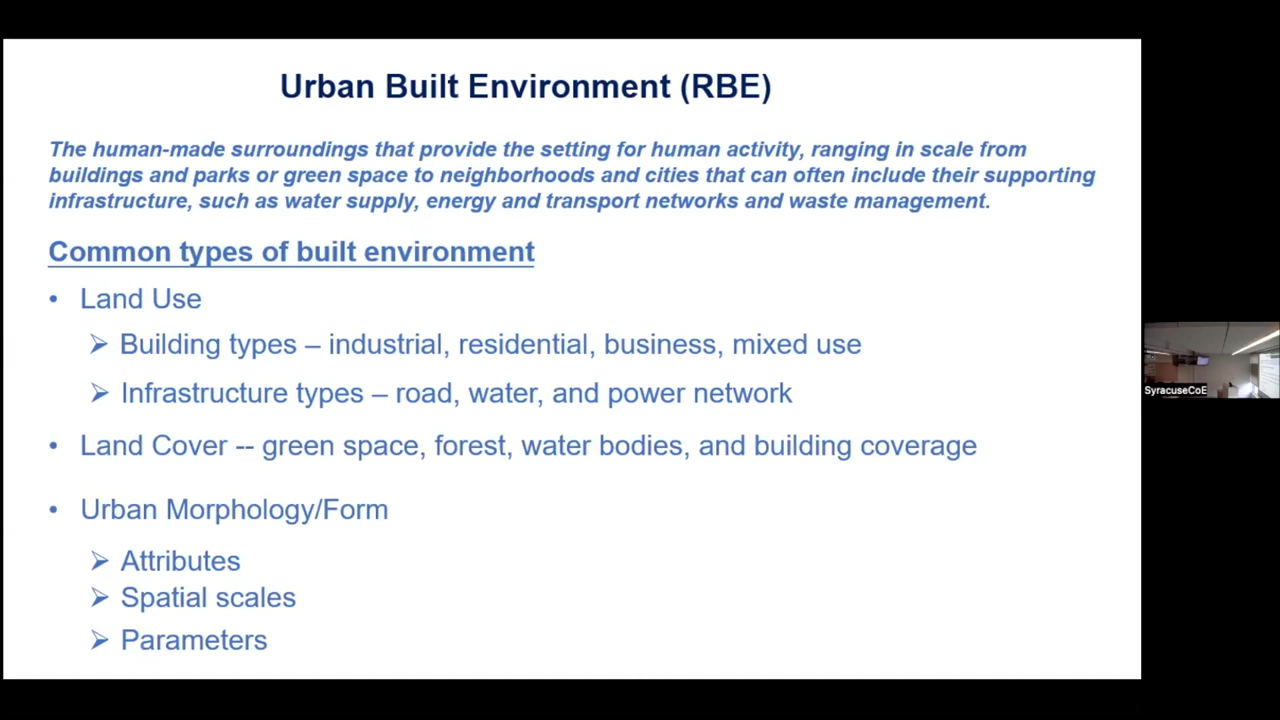 Urban Built Environment (RBE)
The human-made surroundings that provide the setting for human activity, ranging in scale from
buildings and parks or green space to neighborhoods and cities that can often include their supporting
infrastructure, such as water supply, energy and transport networks and waste management.
Common types of built environment
• Land Use
➢ Building types – industrial, residential, business, mixed use
➢ Infrastructure types – road, water, and power network
• Land Cover -- green space, forest, water bodies, and building coverage
• Urban Morphology/Form
➢ Attributes
➢ Spatial scales
➢ Parameters
SyracuseCoE